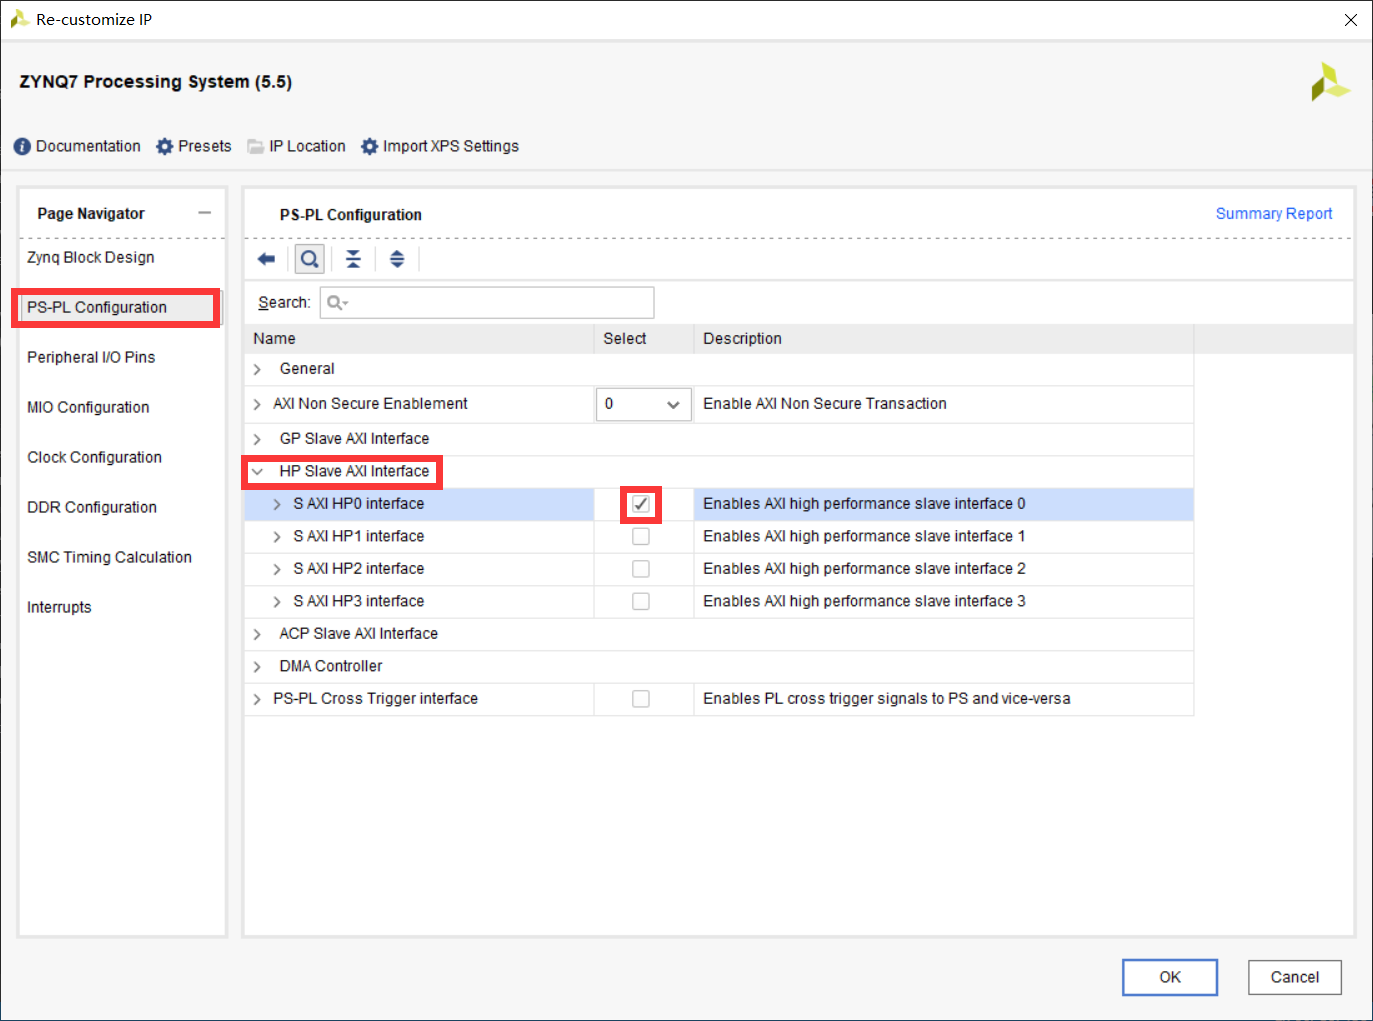 Re-customize IP
ZYNQ7 Processing System (5.5)
Documentation Presets IP Location Import XPS Settings
Page Navigator
Zynq Block Design
PS-PL Configuration
Peripheral I/O Pins
MIO Configuration
Clock Configuration
DDR Configuration
SMC Timing Calculation
Interrupts
PS-PL Configuration Summary Report
Search:
Name Select Description
General
AXI Non Secure Enablement 0 Enable AXI Non Secure Transaction
GP Slave AXI Interface
HP Slave AXI Interface
S AXI HP0 interface Enables AXI high performance slave interface 0
S AXI HP1 interface Enables AXI high performance slave interface 1
S AXI HP2 interface Enables AXI high performance slave interface 2
S AXI HP3 interface Enables AXI high performance slave interface 3
ACP Slave AXI Interface
DMA Controller
PS-PL Cross Trigger interface Enables PL cross trigger signals to PS and vice-versa
OK Cancel